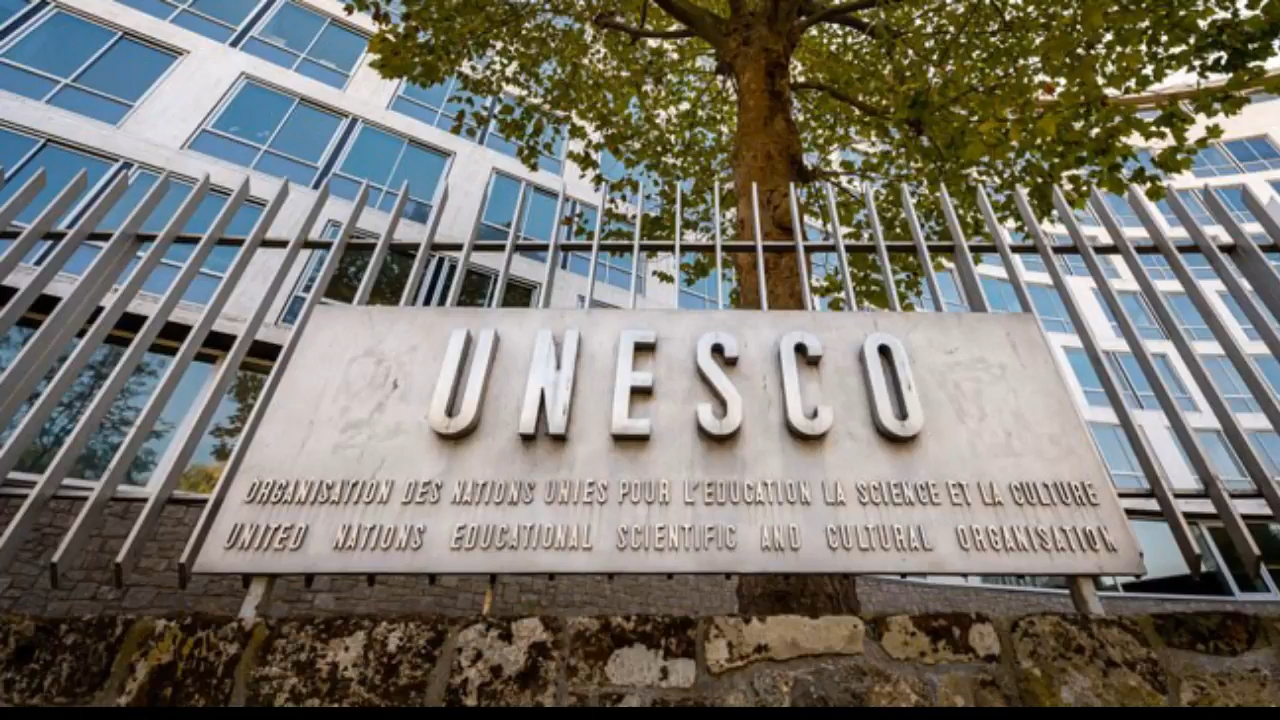 UNESCO
ORGANISATION DES NATIONS UNIES POUR L'EDUCATION LA SCIENCE ET LA CULTURE
UNITED NATIONS EDUCATIONAL SCIENTIFIC AND CULTURAL ORGANISATION